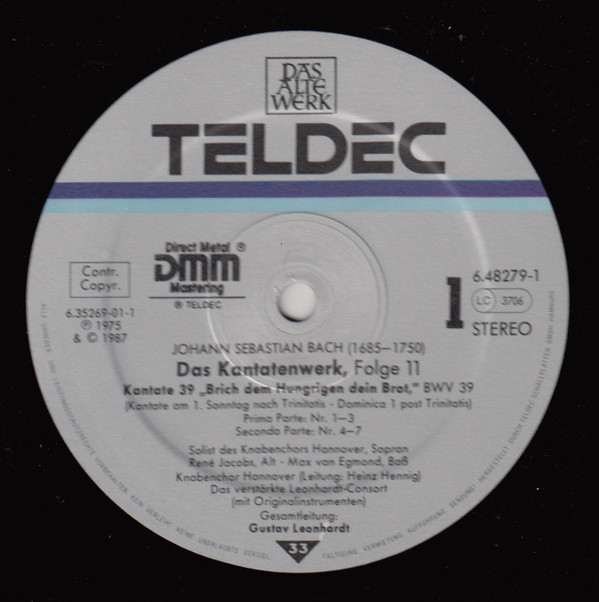 DAS
ALTE
WERK
TELDEC
Direct Metal ®
DMM
Mastering
® TELDEC
Contr.
Copyr.
6.35269-01-1
Ⓟ 1975
& © 1987
1
6.48279-1
LC 3706
STEREO
JOHANN SEBASTIAN BACH (1685–1750)
Das Kantatenwerk, Folge 11
Kantate 39 „Brich dem Hungrigen dein Brot,“ BWV 39
(Kantate am 1. Sonntag nach Trinitatis - Dominica 1 post Trinitatis)
Prima Parte: Nr. 1–3
Seconda Parte: Nr. 4–7
Solist des Knabenchors Hannover, Sopran
René Jacobs, Alt - Max van Egmond, Baß
Knabenchor Hannover (Leitung: Heinz Hennig)
Das verstärkte Leonhardt-Consort
(mit Originalinstrumenten)
Gesamtleitung:
Gustav Leonhardt
33